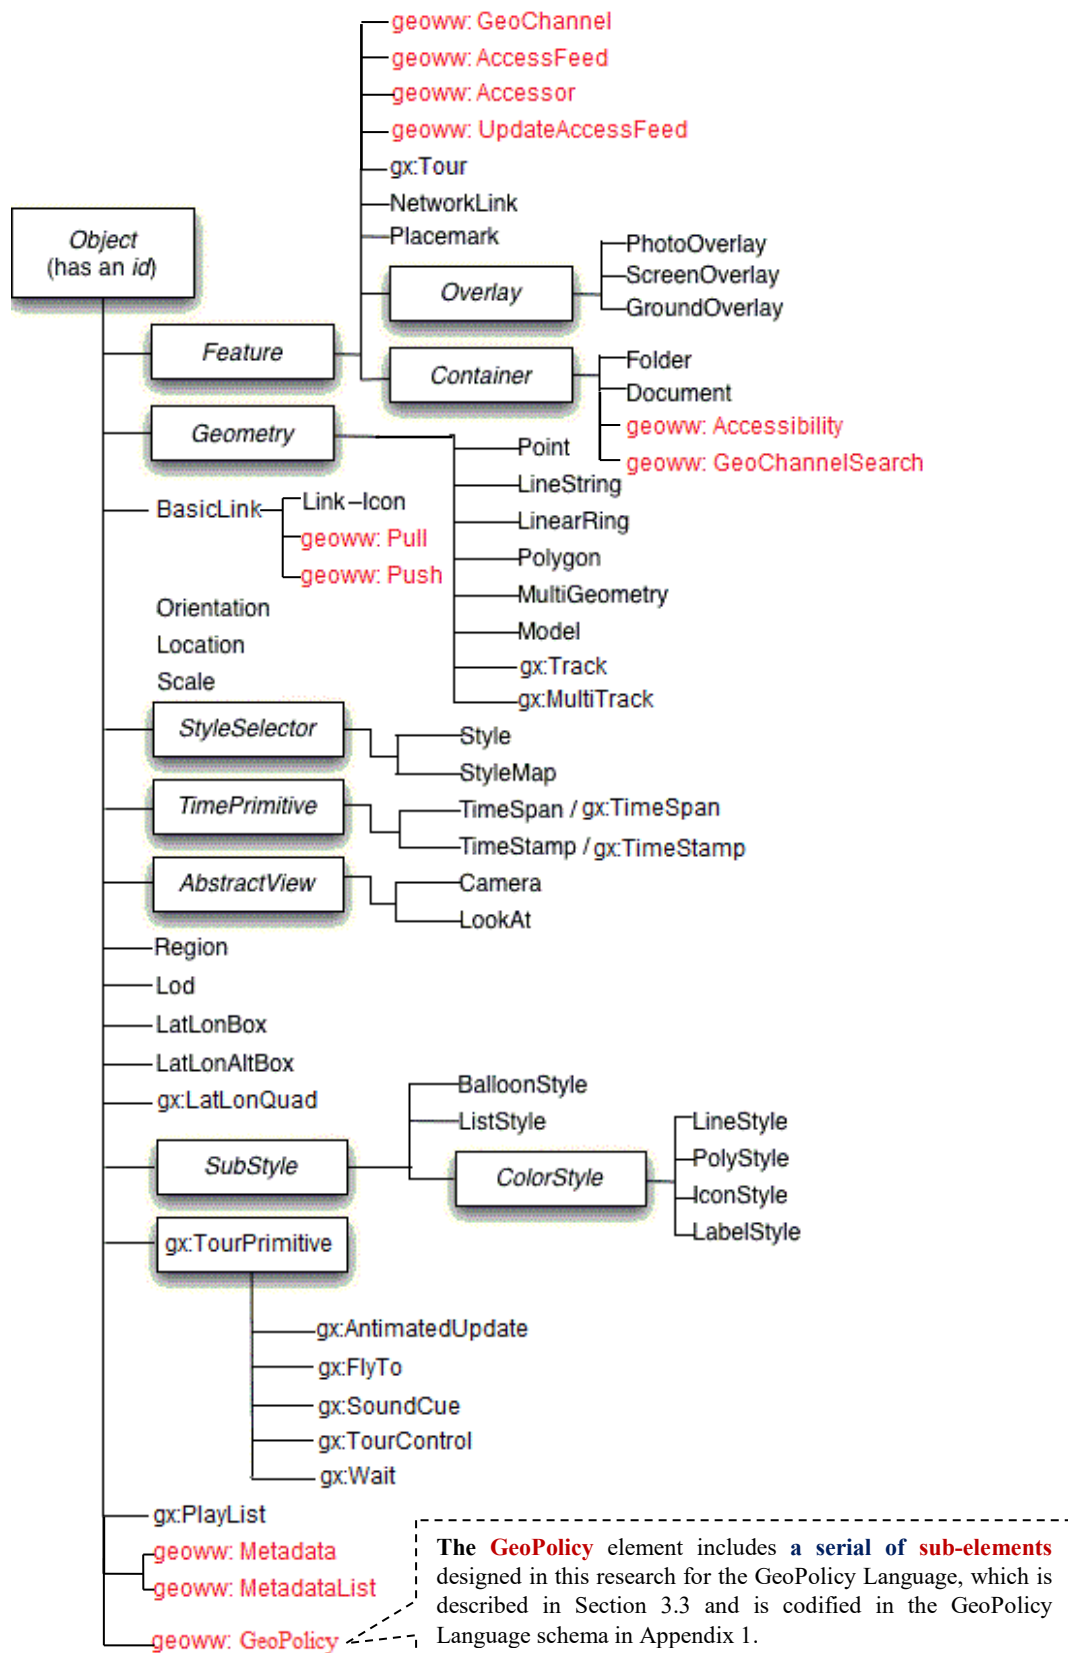 geoww: GeoChannel
geoww: AccessFeed
geoww: Accessor
geoww: UpdateAccessFeed
gx:Tour
NetworkLink
Placemark
Object
(has an id)
Overlay
PhotoOverlay
ScreenOverlay
GroundOverlay
Feature
Container
Folder
Document
geoww: Accessibility
geoww: GeoChannelSearch
Geometry
Point
LineString
LinearRing
Polygon
MultiGeometry
Model
gx:Track
gx:MultiTrack
BasicLink
Link–Icon
geoww: Pull
geoww: Push
Orientation
Location
Scale
StyleSelector
Style
StyleMap
TimePrimitive
TimeSpan / gx:TimeSpan
TimeStamp / gx:TimeStamp
AbstractView
Camera
LookAt
Region
Lod
LatLonBox
LatLonAltBox
gx:LatLonQuad
SubStyle
BalloonStyle
ListStyle
ColorStyle
LineStyle
PolyStyle
IconStyle
LabelStyle
gx:TourPrimitive
gx:AntimatedUpdate
gx:FlyTo
gx:SoundCue
gx:TourControl
gx:Wait
gx:PlayList
geoww: Metadata
geoww: MetadataList
geoww: GeoPolicy
The GeoPolicy element includes a serial of sub-elements
designed in this research for the GeoPolicy Language, which is
described in Section 3.3 and is codified in the GeoPolicy
Language schema in Appendix 1.